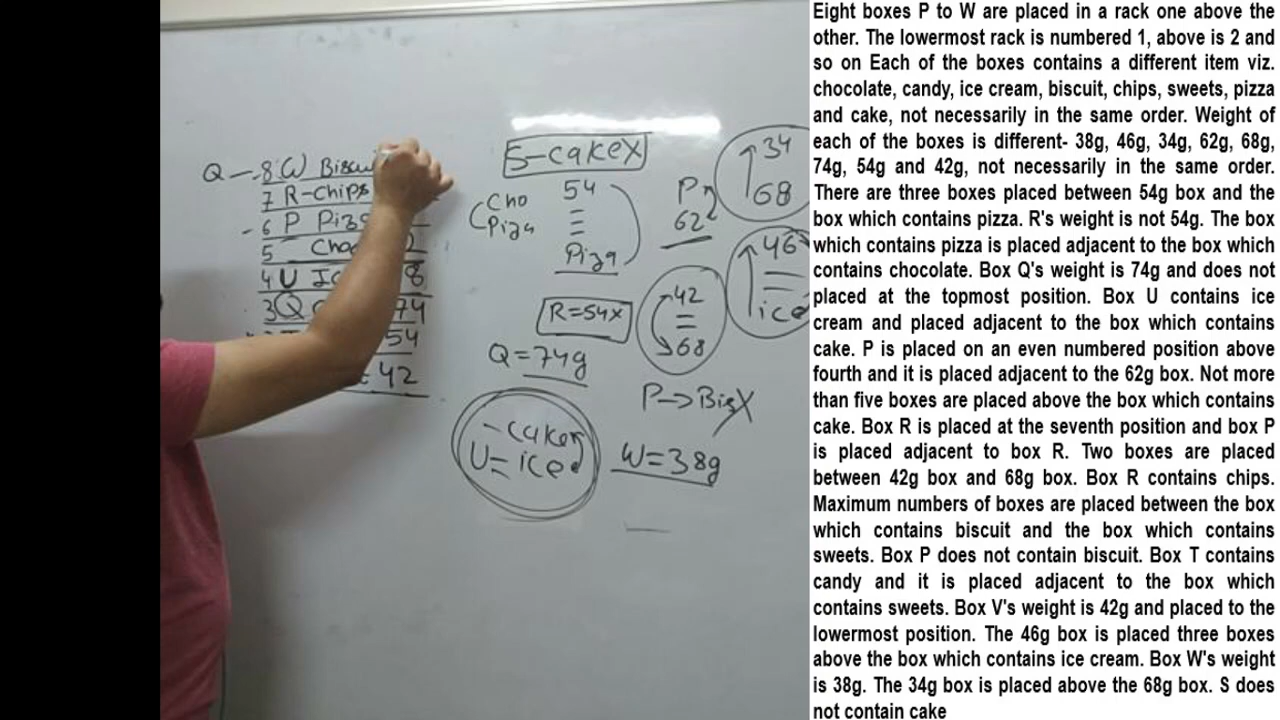 Q - 8 W Biscui
7 R-Chips
- 6 P Piza
5 Cho
4 U I 8
3 Q 74
54
42
S-cakeX
Cho
Piza
54
Piza
R=54X
Q=74g
-cake
U= ice
P
62
42
68
34
68
46
ice
P→BisX
W=38g
Eight boxes P to W are placed in a rack one above the
other. The lowermost rack is numbered 1, above is 2 and
so on Each of the boxes contains a different item viz.
chocolate, candy, ice cream, biscuit, chips, sweets, pizza
and cake, not necessarily in the same order. Weight of
each of the boxes is different- 38g, 46g, 34g, 62g, 68g,
74g, 54g and 42g, not necessarily in the same order.
There are three boxes placed between 54g box and the
box which contains pizza. R's weight is not 54g. The box
which contains pizza is placed adjacent to the box which
contains chocolate. Box Q's weight is 74g and does not
placed at the topmost position. Box U contains ice
cream and placed adjacent to the box which contains
cake. P is placed on an even numbered position above
fourth and it is placed adjacent to the 62g box. Not more
than five boxes are placed above the box which contains
cake. Box R is placed at the seventh position and box P
is placed adjacent to box R. Two boxes are placed
between 42g box and 68g box. Box R contains chips.
Maximum numbers of boxes are placed between the box
which contains biscuit and the box which contains
sweets. Box P does not contain biscuit. Box T contains
candy and it is placed adjacent to the box which
contains sweets. Box V's weight is 42g and placed to the
lowermost position. The 46g box is placed three boxes
above the box which contains ice cream. Box W's weight
is 38g. The 34g box is placed above the 68g box. S does
not contain cake